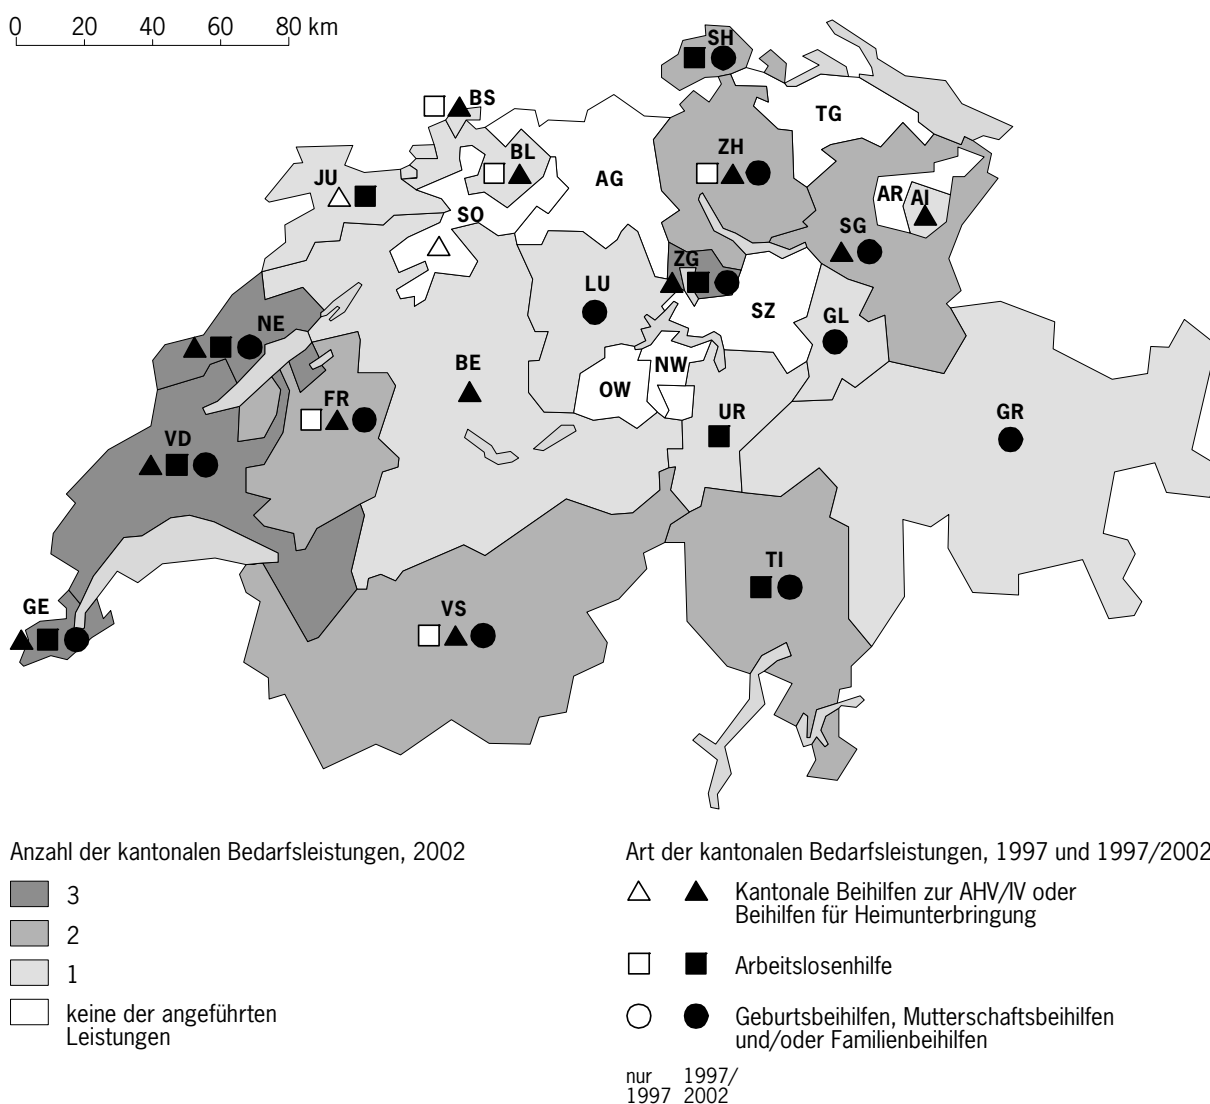 0 20 40 60 80 km
SH
BS
TG
ZH
BL
AG
JU
AR
AI
SO
SG
ZG
LU
SZ
GL
NE
BE
NW
OW
FR
UR
GR
VD
TI
GE
VS
Anzahl der kantonalen Bedarfsleistungen, 2002
3
2
1
keine der angeführten
Leistungen
Art der kantonalen Bedarfsleistungen, 1997 und 1997/2002
Kantonale Beihilfen zur AHV/IV oder
Beihilfen für Heimunterbringung
Arbeitslosenhilfe
Geburtsbeihilfen, Mutterschaftsbeihilfen
und/oder Familienbeihilfen
nur 1997/
1997 2002